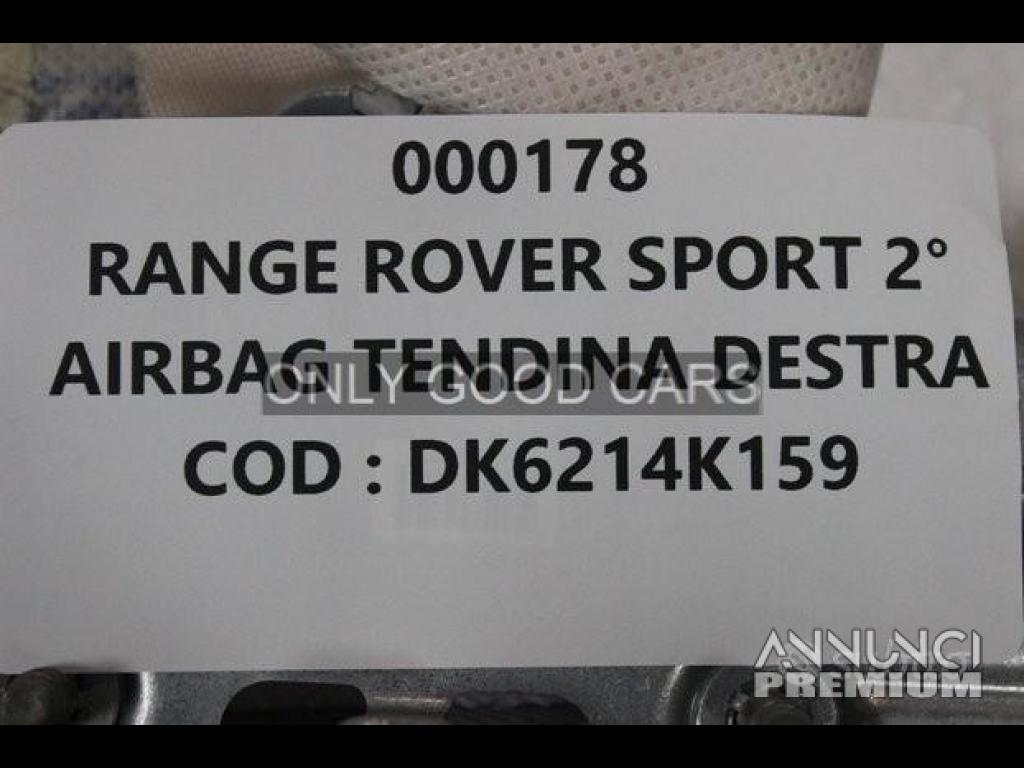 000178
RANGE ROVER SPORT 2°
AIRBAG TENDINA DESTRA
ONLY GOOD CARS
COD : DK6214K159
ANNUNCI
PREMIUM